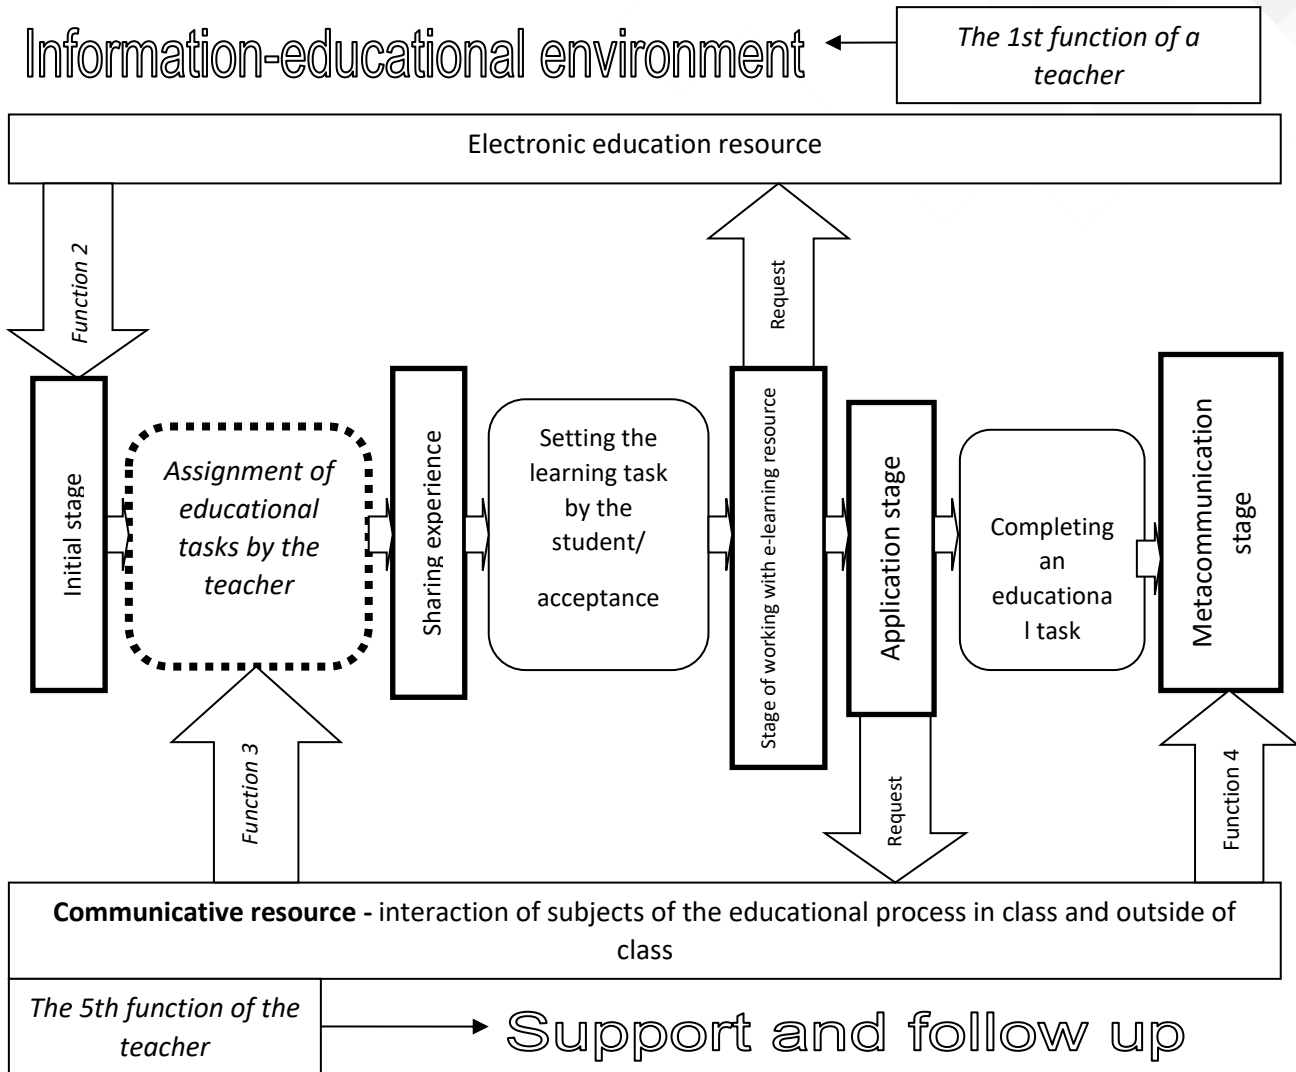 Information-educational environment
The 1st function of a
teacher
Electronic education resource
Function 2
Request
Initial stage
Assignment of
educational
tasks by the
teacher
Sharing experience
Setting the
learning task
by the
student/
acceptance
Stage of working with e-learning resource
Application stage
Completing
an
educationa
l task
Metacommunication
stage
Function 3
Request
Function 4
Communicative resource - interaction of subjects of the educational process in class and outside of
class
The 5th function of the
teacher
Support and follow up